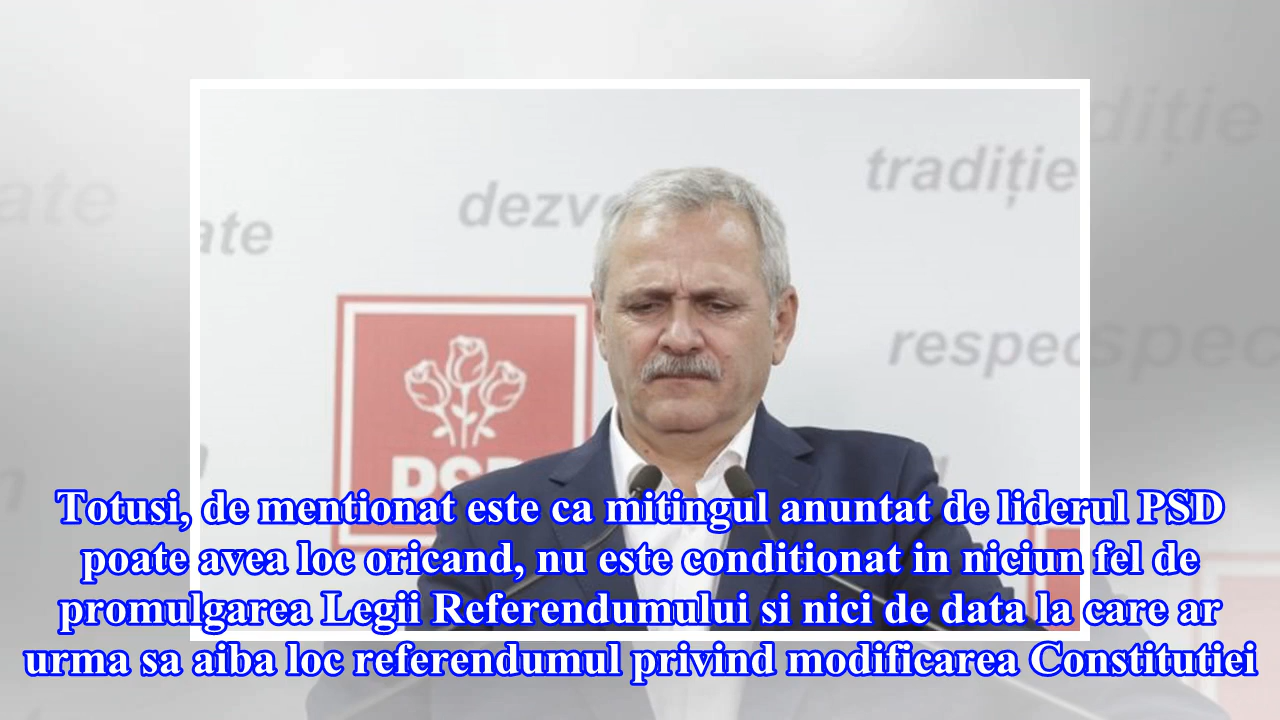 tradiție
dezvo
ate
respec
PSD
Totusi, de mentionat este ca mitingul anuntat de liderul PSD
poate avea loc oricand, nu este conditionat in niciun fel de
promulgarea Legii Referendumului si nici de data la care ar
urma sa aiba loc referendumul privind modificarea Constitutiei